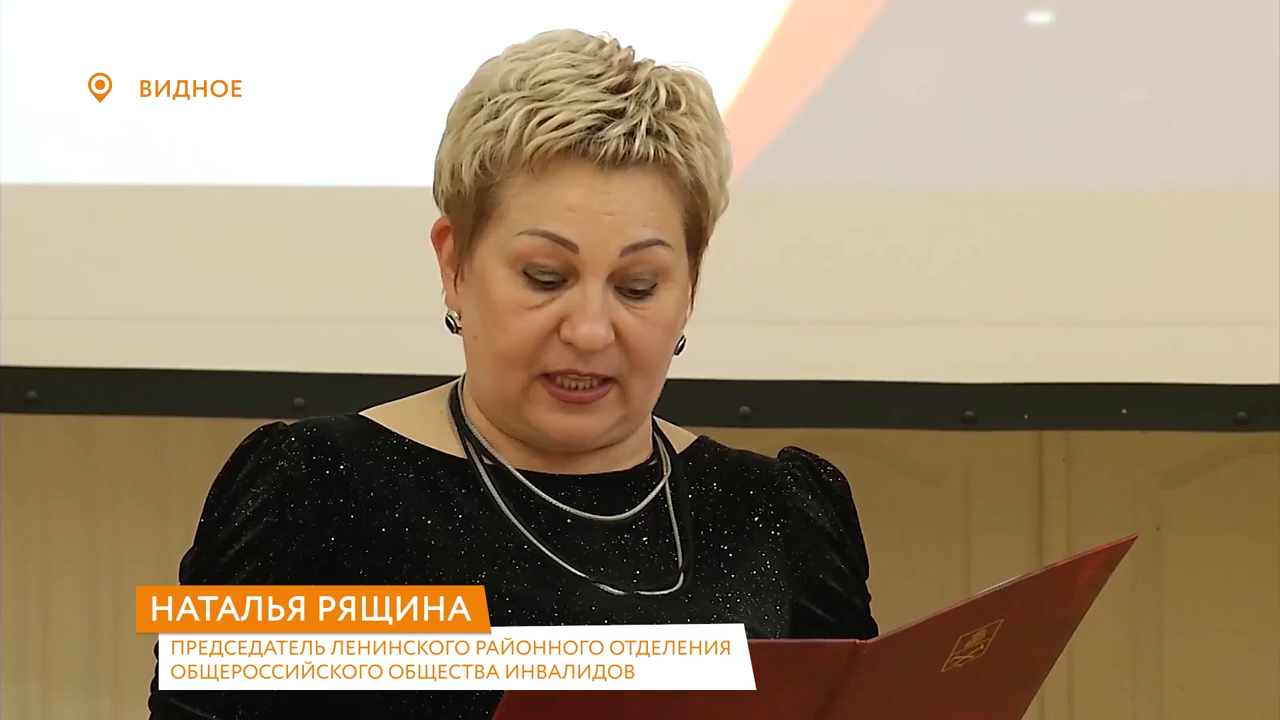 ВИДНОЕ
НАТАЛЬЯ РЯЩИНА
ПРЕДСЕДАТЕЛЬ ЛЕНИНСКОГО РАЙОННОГО ОТДЕЛЕНИЯ
ОБЩЕРОССИЙСКОГО ОБЩЕСТВА ИНВАЛИДОВ